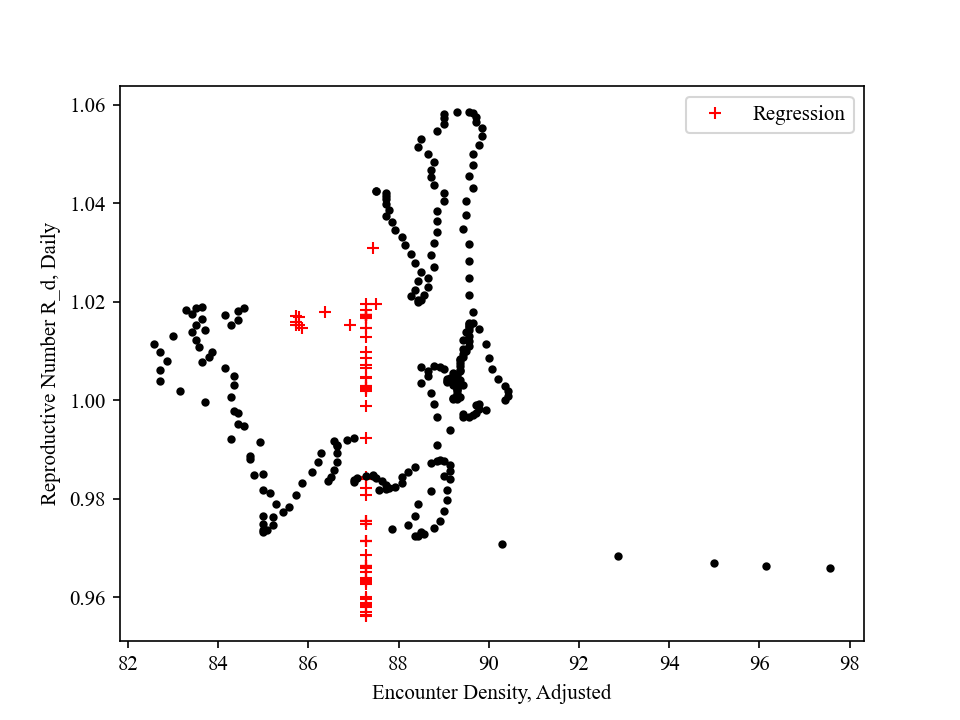 Regression
1.06
1.04
1.02
1.00
0.98
0.96
Reproductive Number R_d, Daily
82 84 86 88 90 92 94 96 98
Encounter Density, Adjusted